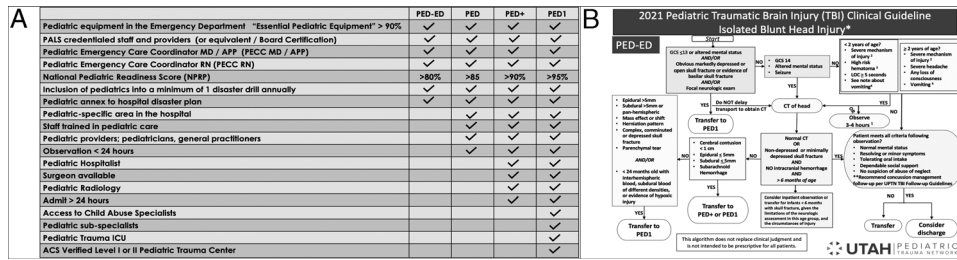 A
PED-ED PED PED+ PED1
Pediatric equipment in the Emergency Department "Essential Pediatric Equipment" > 90% ✓ ✓ ✓ ✓
PALS credentialed staff and providers (or equivalent / Board Certification) ✓ ✓ ✓ ✓
Pediatric Emergency Care Coordinator MD / APP (PECC MD / APP) ✓ ✓ ✓ ✓
Pediatric Emergency Care Coordinator RN (PECC RN) ✓ ✓ ✓ ✓
National Pediatric Readiness Score (NPRP) >80% >85 >90% >95%
Inclusion of pediatrics into a minimum of 1 disaster drill annually ✓ ✓ ✓ ✓
Pediatric annex to hospital disaster plan ✓ ✓ ✓ ✓
Pediatric-specific area in the hospital ✓ ✓ ✓
Staff trained in pediatric care ✓ ✓ ✓
Pediatric providers; pediatricians, general practitioners ✓ ✓ ✓
Observation < 24 hours ✓ ✓ ✓
Pediatric Hospitalist ✓ ✓
Surgeon available ✓ ✓
Pediatric Radiology ✓ ✓
Admit > 24 hours ✓ ✓
Access to Child Abuse Specialists ✓
Pediatric sub-specialists ✓
Pediatric Trauma ICU ✓
ACS Verified Level I or II Pediatric Trauma Center ✓
B
2021 Pediatric Traumatic Brain Injury (TBI) Clinical Guideline
Isolated Blunt Head Injury*
PED-ED
Start
GCS ≤13 or altered mental status
AND/OR
Obvious markedly depressed or
open skull fracture or evidence of
basilar skull fracture
AND/OR
Focal neurologic exam
NO
• GCS 14
• Altered mental status
• Seizure
NO
< 2 years of age?
• Severe mechanism
of injury
• High risk
hematoma
• LOC ≥ 5 seconds
• See note about
vomiting
≥ 2 years of age?
• Severe mechanism
of injury
• Severe headache
• Any loss of
consciousness
• Vomiting
YES
Do NOT delay
transport to obtain CT
YES
YES
NO
Transfer to
PED1
CT of head
Observe
3-4 hours
• Epidural >5mm
• Subdural >5mm or
pan-hemispheric
• Mass effect or shift
• Herniation pattern
• Complex, comminuted
or depressed skull
fracture
• Parenchymal tear
AND/OR
• < 24 months old with
interhemispheric
blood, subdural blood
of different densities,
or evidence of hypoxic
injury
NO
• Cerebral contusion
< 1 cm
• Epidural ≤ 5mm
• Subdural ≤ 5mm
• Subarachnoid
Hemorrhage
NO
Normal CT
OR
Non-depressed or minimally
depressed skull fracture
AND
NO intracranial hemorrhage
AND
> 6 months of age
YES
Patient meets all criteria following
observation?
• Normal mental status
• Resolving or minor symptoms
• Tolerating oral intake
• Dependable social support
• No suspicion of abuse of neglect
**Recommend concussion management
follow-up per UPTN TBI Follow-up Guidelines
YES
YES
Transfer to
PED1
Transfer to
PED+ or PED1
Consider inpatient observation or
transfer for infants < 6 months
with skull fracture, given the
limitations of the neurologic
assessment in this age group, and
the circumstances of injury
NO
YES
Transfer
Consider
discharge
This algorithm does not replace clinical judgment and
is not intended to be prescriptive for all patients.
UTAH PEDIATRIC
TRAUMA NETWORK